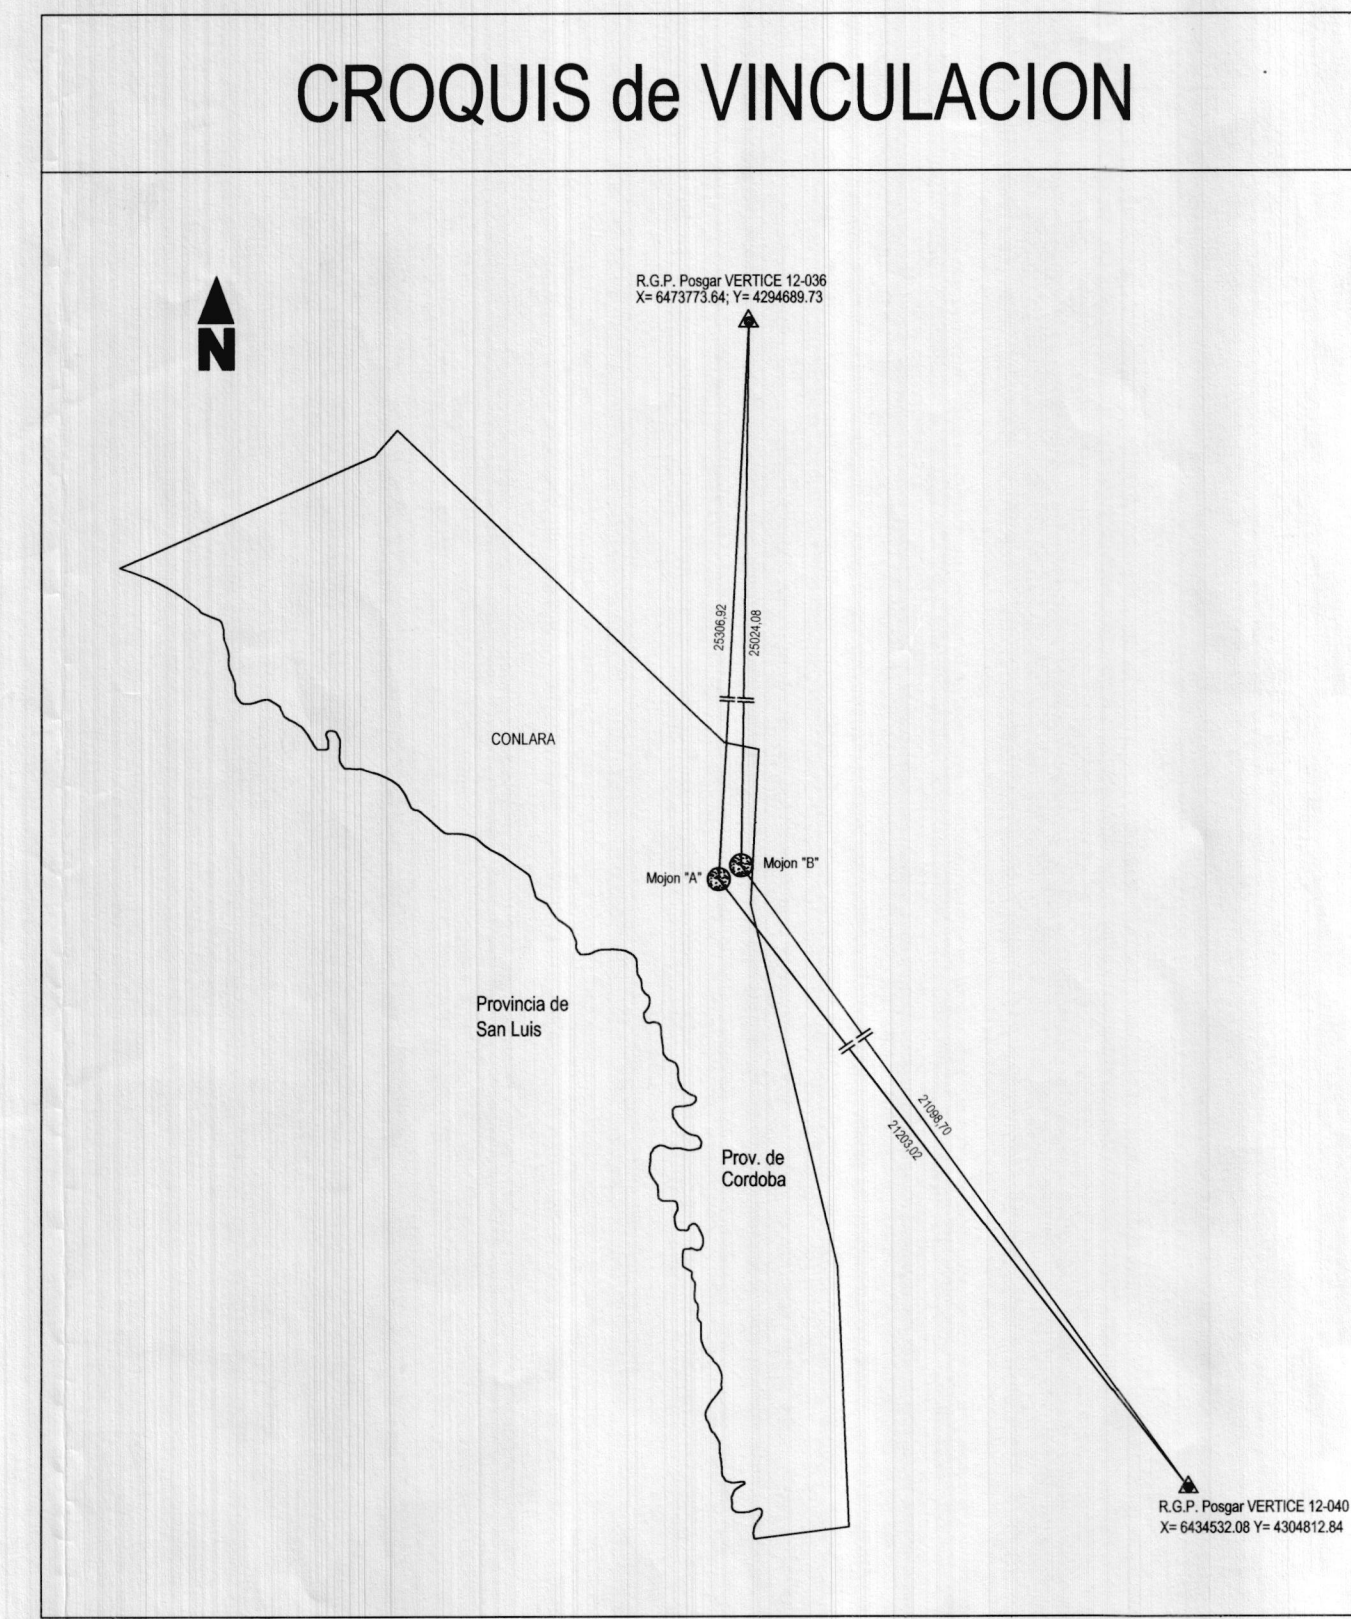 CROQUIS de VINCULACION
R.G.P. Posgar VERTICE 12-036
X= 6473773.64; Y= 4294689.73
N
25306,92
25024,08
CONLARA
Mojon "A"
Mojon "B"
Provincia de
San Luis
21098,70
21203,02
Prov. de
Cordoba
R.G.P. Posgar VERTICE 12-040
X= 6434532.08 Y= 4304812.84